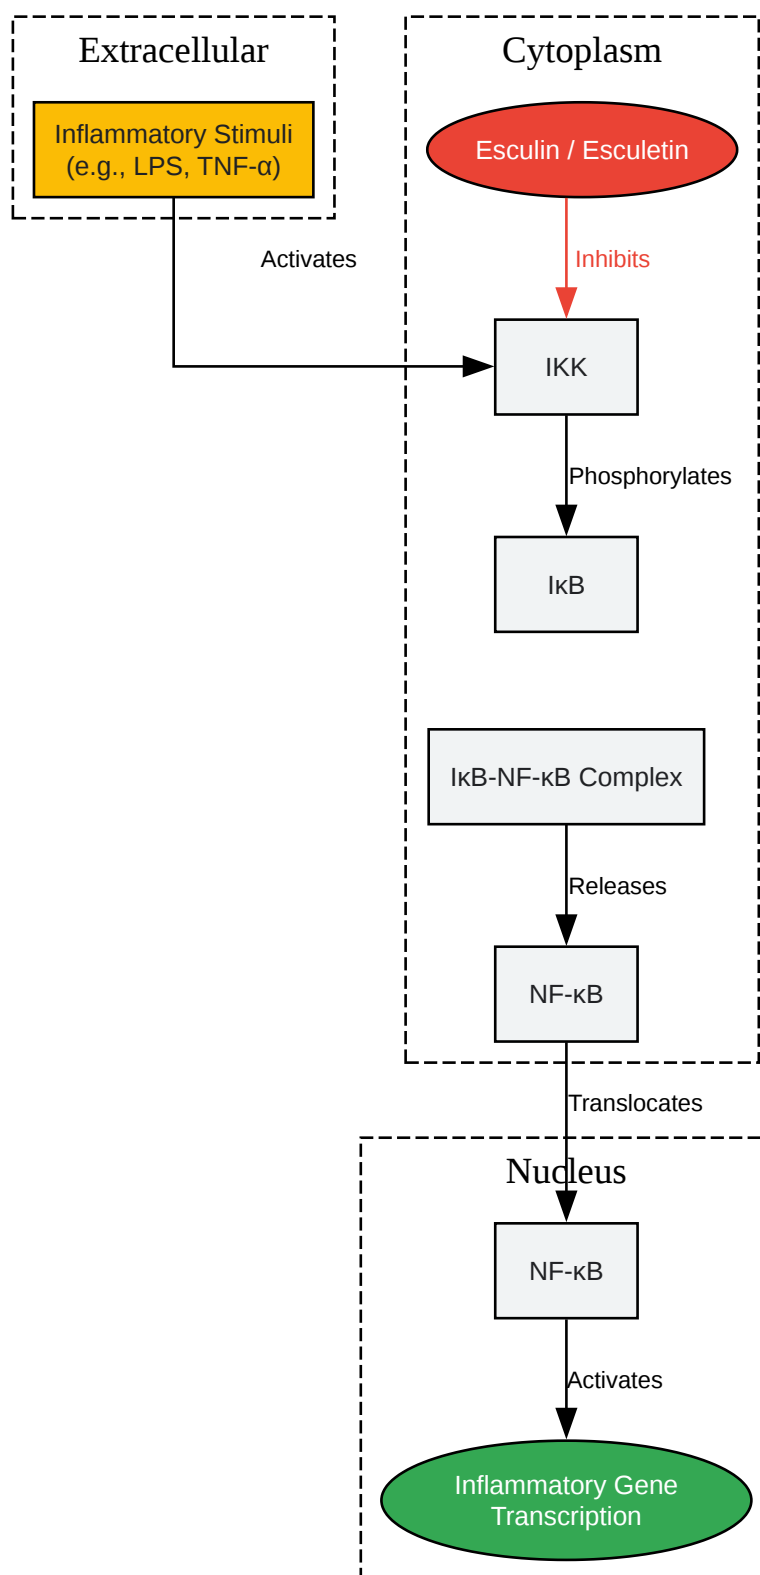 Extracellular
Inflammatory Stimuli
(e.g., LPS, TNF-α)
Activates
Cytoplasm
Esculin / Esculetin
Inhibits
IKK
Phosphorylates
IκB
IκB-NF-κB Complex
Releases
NF-κB
Translocates
Nucleus
NF-κB
Activates
Inflammatory Gene
Transcription